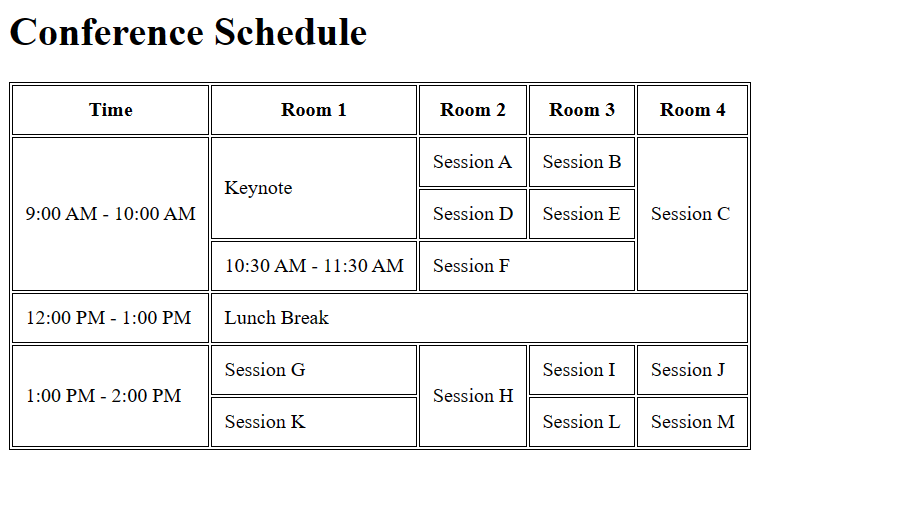 Conference Schedule
Time Room 1 Room 2 Room 3 Room 4
9:00 AM - 10:00 AM Keynote Session A Session B Session C
Session D Session E
10:30 AM - 11:30 AM Session F
12:00 PM - 1:00 PM Lunch Break
1:00 PM - 2:00 PM Session G Session H Session I Session J
Session K Session L Session M